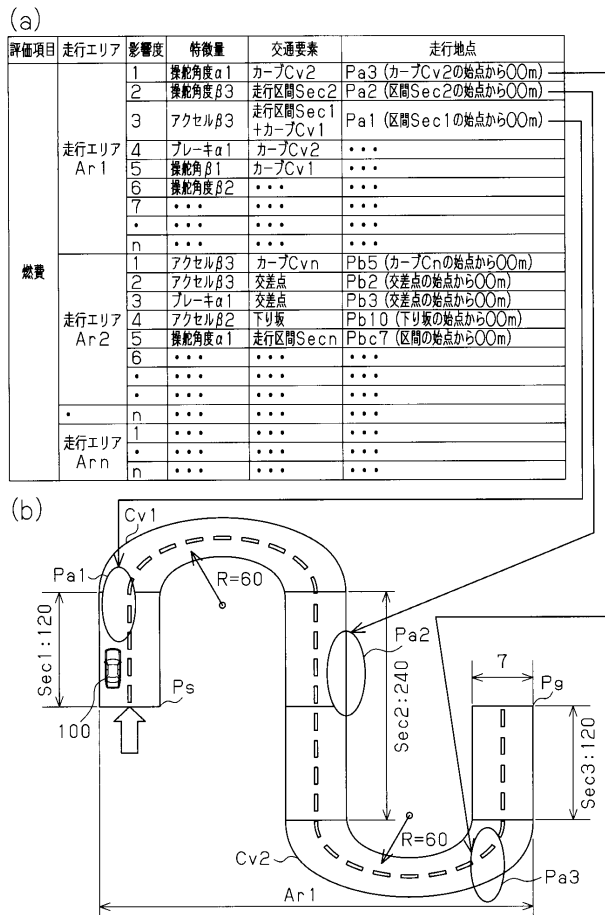 (a)
評価項目 走行エリア 影響度 特徴量 交通要素 走行地点
燃費 走行エリアAr1 1 操舵角度α1 カーブCv2 Pa3 (カーブCv2の始点から○○m)
2 操舵角度β3 走行区間Sec2 Pa2 (区間Sec2の始点から○○m)
3 アクセルβ3 走行区間Sec1+カーブCv1 Pa1 (区間Sec1の始点から○○m)
4 ブレーキα1 カーブCv2 ・・・
5 操舵角β1 カーブCv1 ・・・
6 操舵角度β2 ・・・ ・・・
7 ・・・ ・・・ ・・・
・ ・・・ ・・・ ・・・
n ・・・ ・・・ ・・・
走行エリアAr2 1 アクセルβ3 カーブCvn Pb5 (カーブCnの始点から○○m)
2 アクセルβ3 交差点 Pb2 (交差点の始点から○○m)
3 ブレーキα1 交差点 Pb3 (交差点の始点から○○m)
4 アクセルβ2 下り坂 Pb10 (下り坂の始点から○○m)
5 操舵角度α1 走行区間Secn Pbc7 (区間の始点から○○m)
6 ・・・ ・・・ ・・・
・ ・・・ ・・・ ・・・
・ ・・・ ・・・ ・・・
・ n ・・・ ・・・ ・・・
走行エリアArn 1 ・・・ ・・・ ・・・
・ ・・・ ・・・ ・・・
n ・・・ ・・・ ・・・
(b)
Cv1
Pa1
R=60
Sec1:120
Pa2
Sec2:240
7
Pg
Ps
100
Sec3:120
R=60
Cv2
Pa3
Ar1